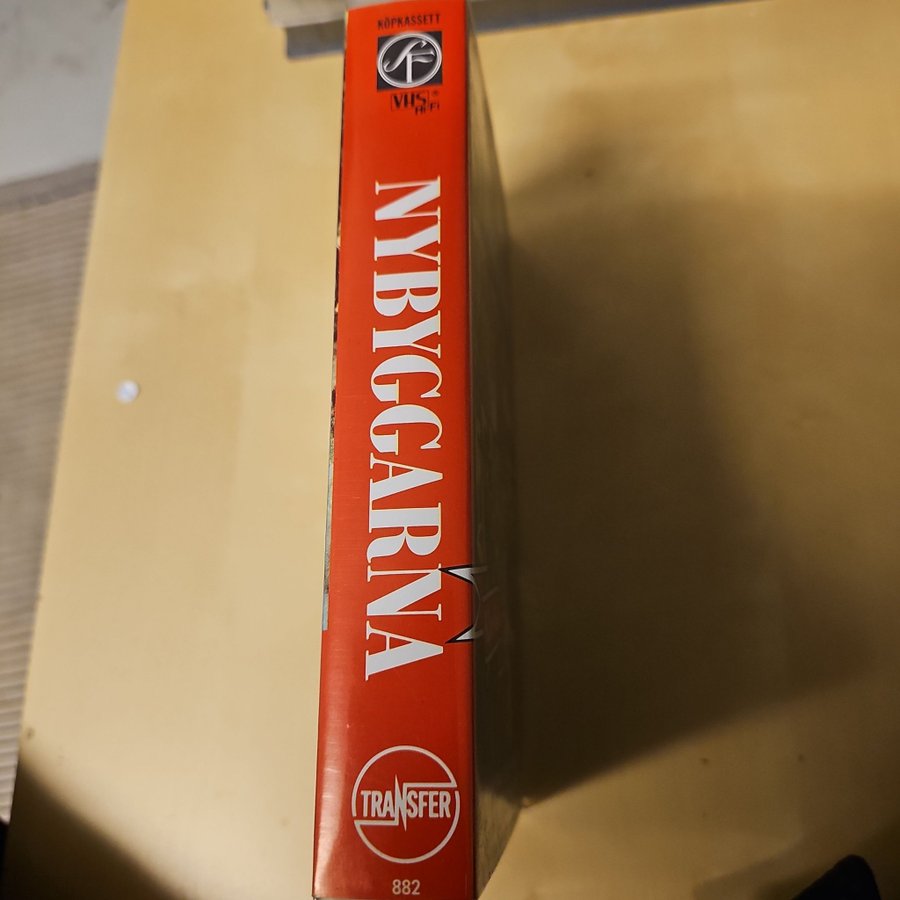 KÖPKASSETT
SF
VHS®
Hi-Fi
NYBYGGARNA
TRANSFER
882